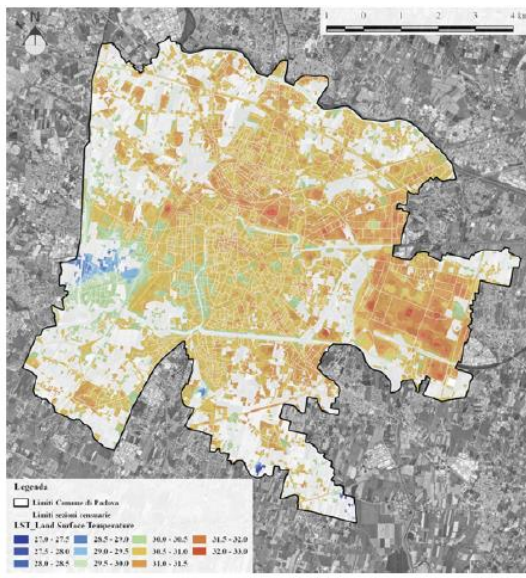 N
1 0 1 2 3 4 km
Legenda
Limiti Comune di Padova
Limiti sezioni censuarie
LST_Land Surface Temperature
27.0 - 27.5 28.5 - 29.0 30.0 - 30.5 31.5 - 32.0
27.5 - 28.0 29.0 - 29.5 30.5 - 31.0 32.0 - 33.0
28.0 - 28.5 29.5 - 30.0 31.0 - 31.5